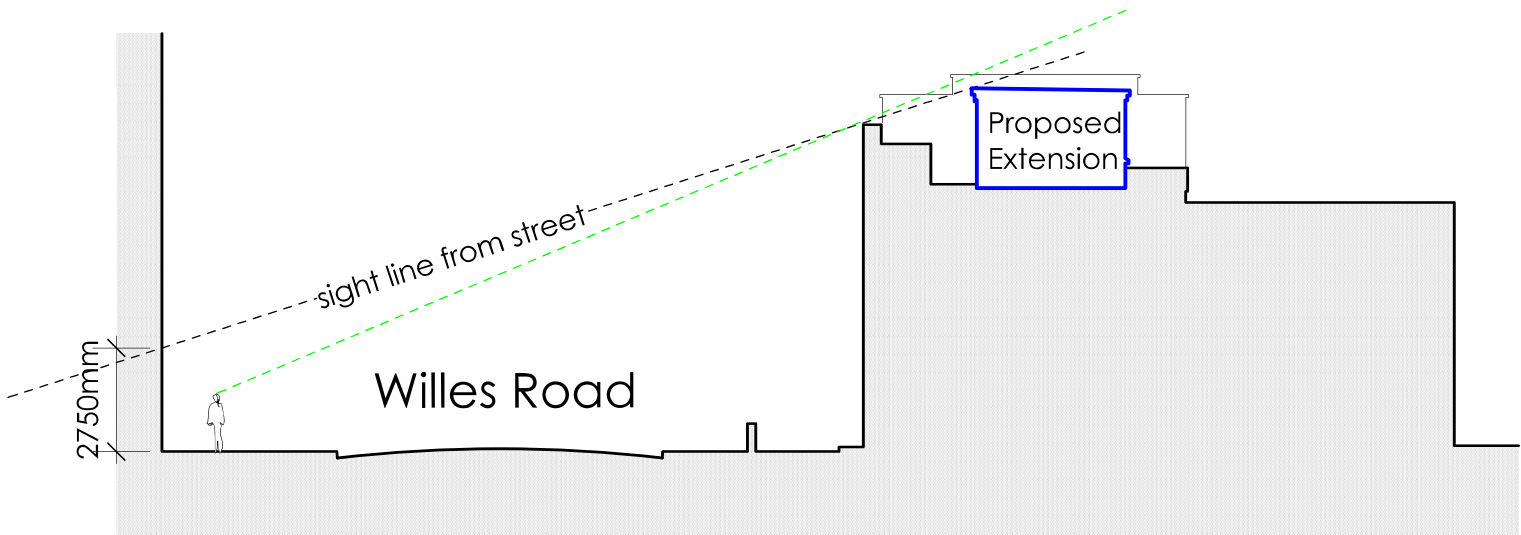 Proposed
Extension
sight line from street
Willes Road
2750mm